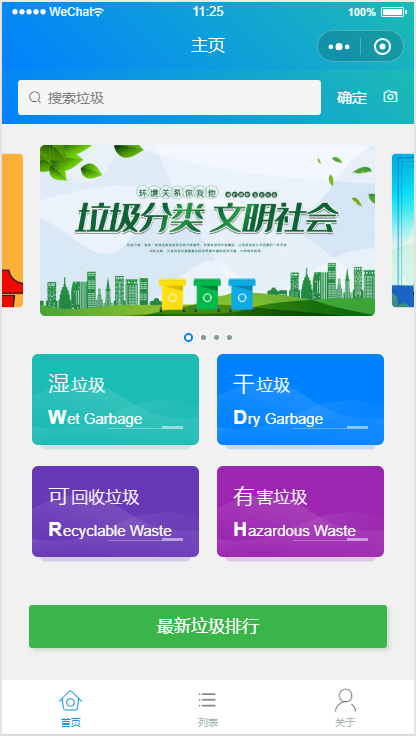 WeChat
11:25
100%
主页
搜索垃圾
确定
环境关系你我他
垃圾分类 文明社会
湿垃圾
Wet Garbage
干垃圾
Dry Garbage
可回收垃圾
Recyclable Waste
有害垃圾
Hazardous Waste
最新垃圾排行
首页
列表
关于